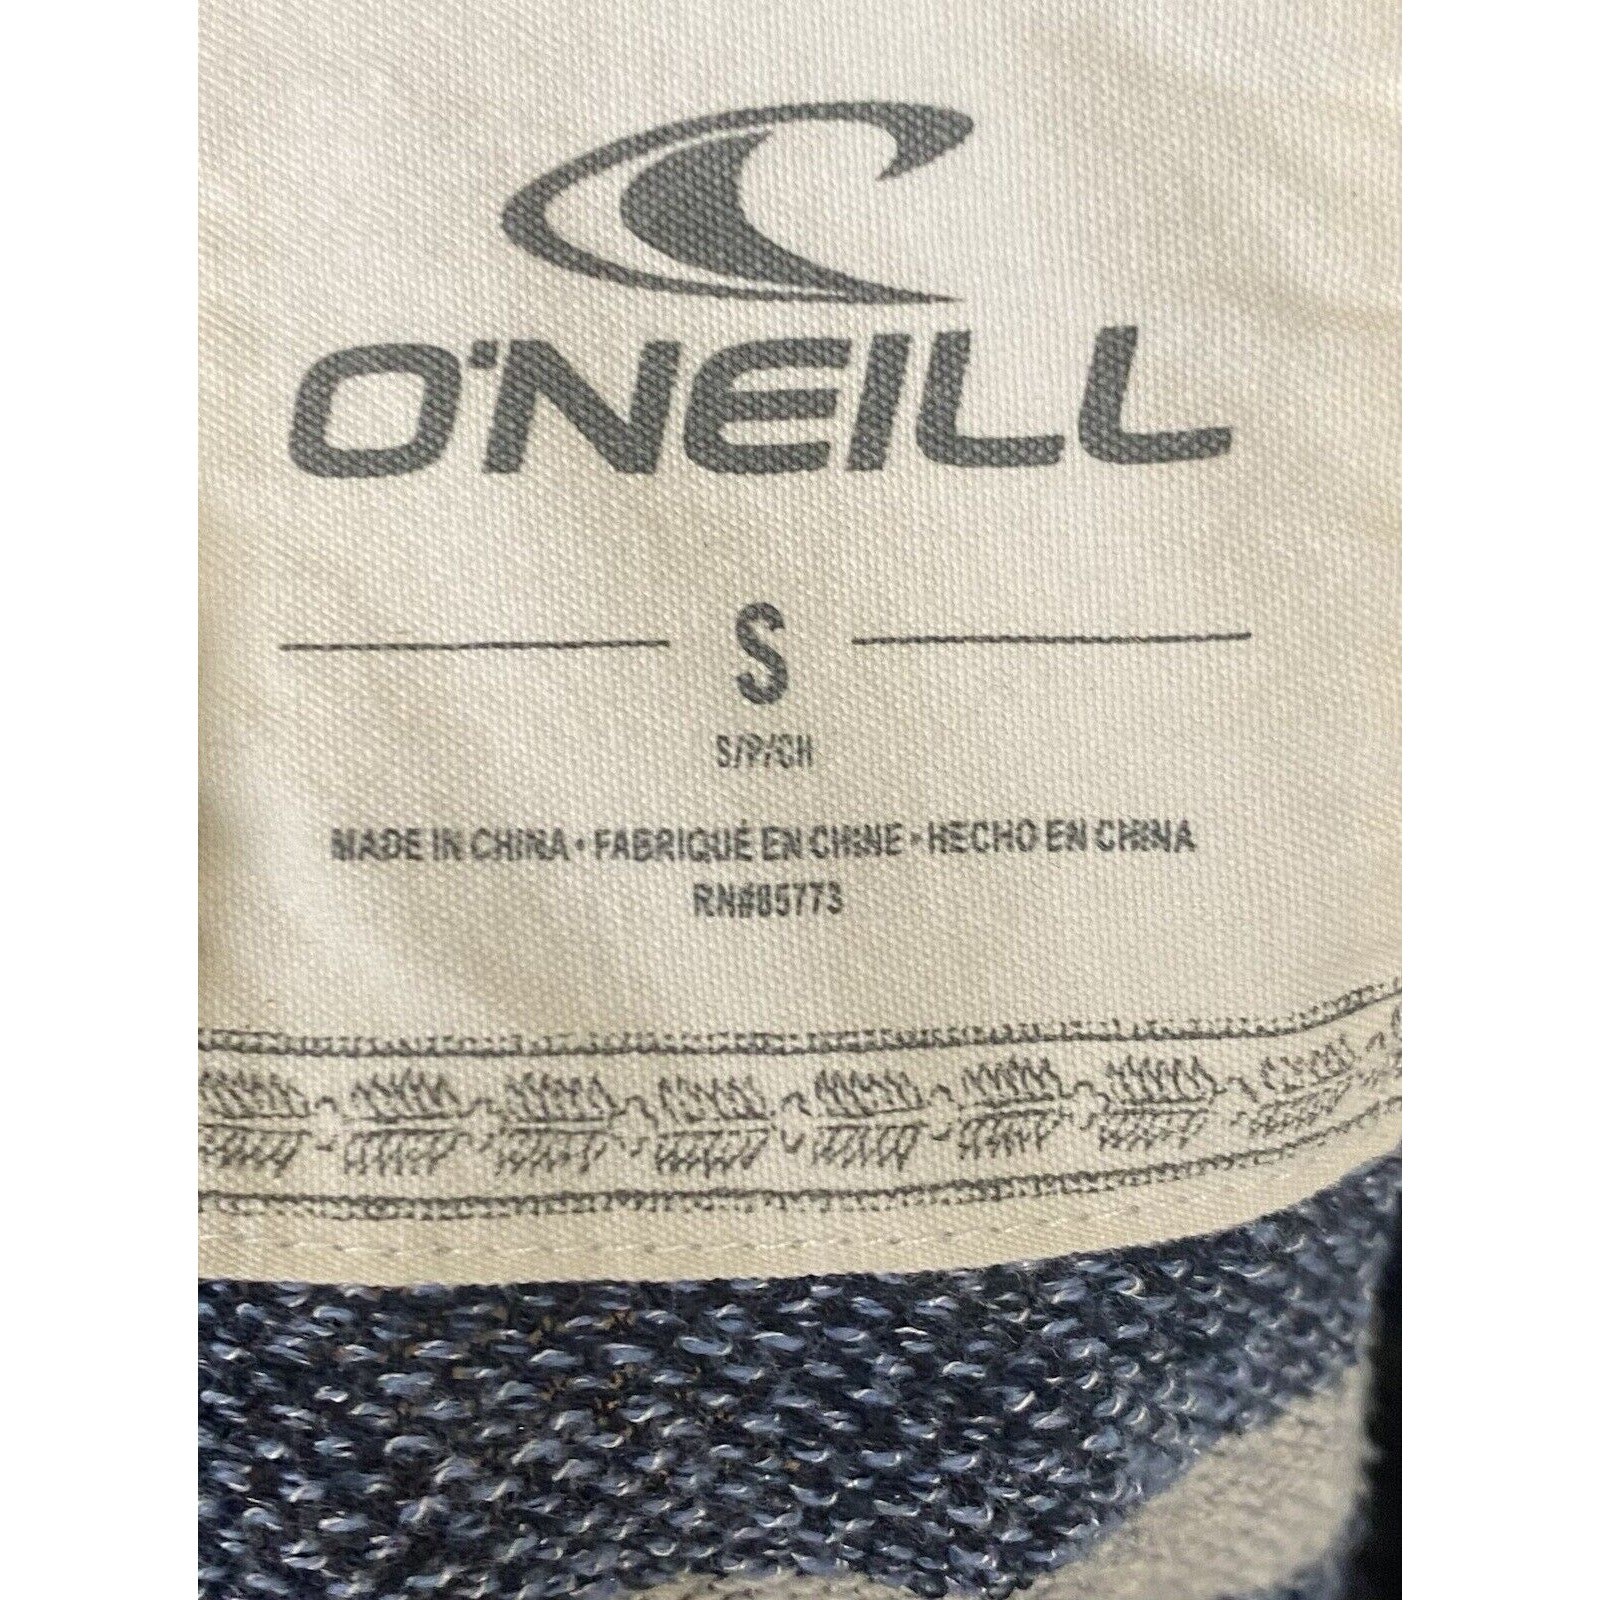 O'NEILL
S
S/P/CH
MADE IN CHINA • FABRIQUÉ EN CHINE • HECHO EN CHINA
RN#85773